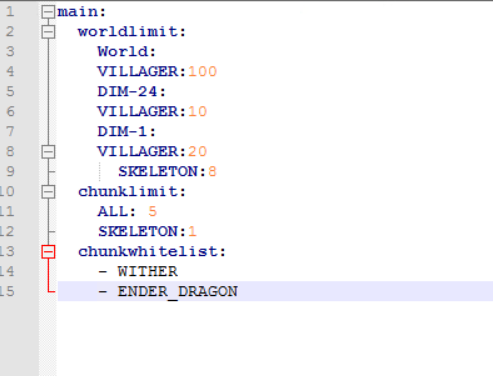 1 main:
2 worldlimit:
3 World:
4 VILLAGER:100
5 DIM-24:
6 VILLAGER:10
7 DIM-1:
8 VILLAGER:20
9 SKELETON:8
10 chunklimit:
11 ALL: 5
12 SKELETON:1
13 chunkwhitelist:
14 - WITHER
15 - ENDER_DRAGON